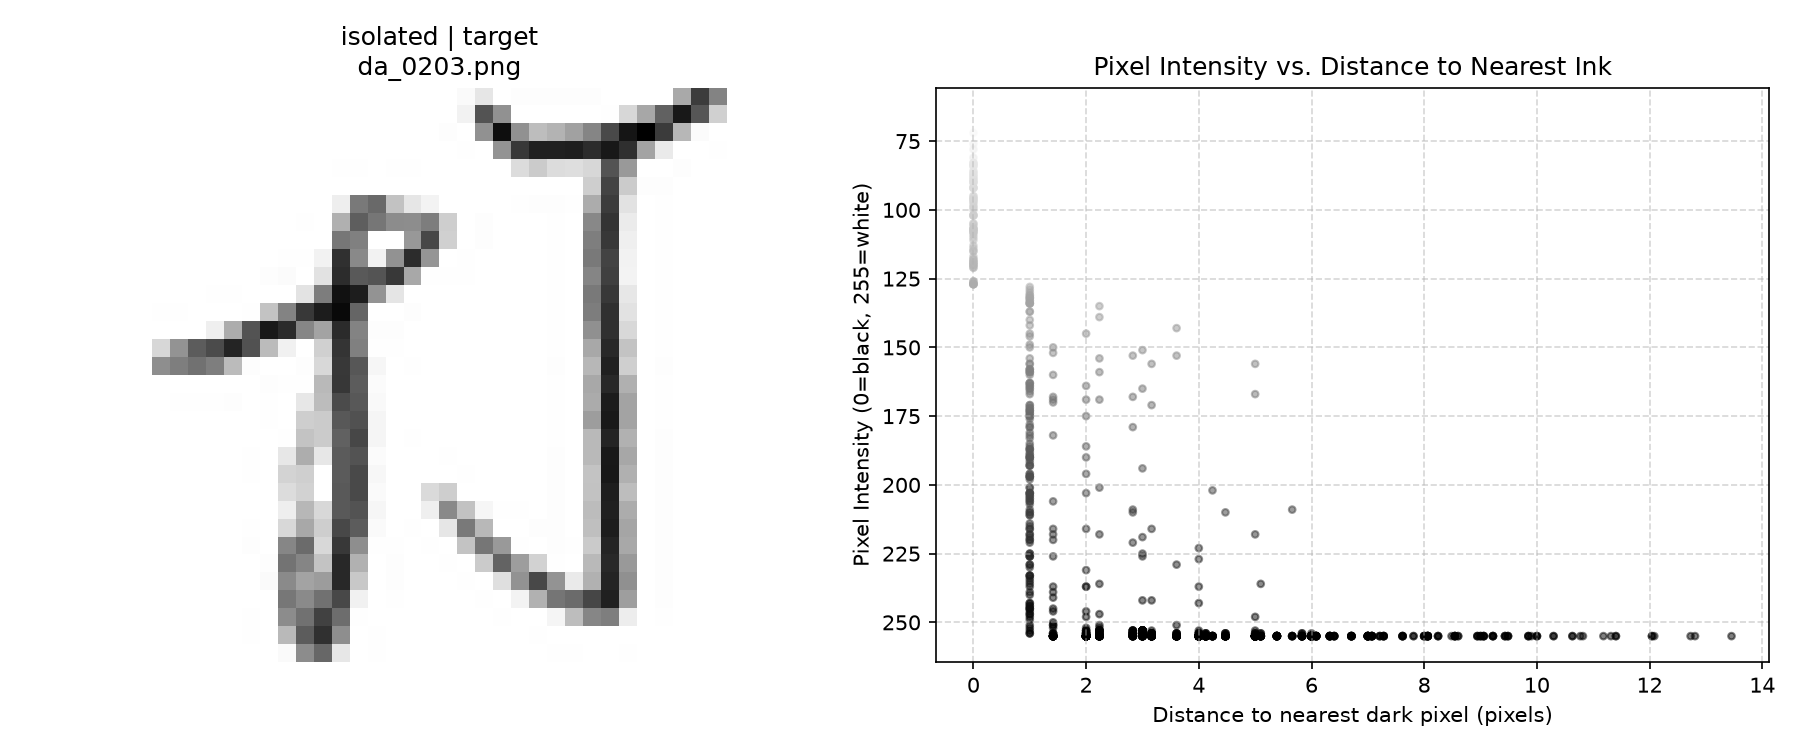 isolated | target
da_0203.png
打
Pixel Intensity vs. Distance to Nearest Ink
Pixel Intensity (0=black, 255=white)
75
100
125
150
175
200
225
250
0 2 4 6 8 10 12 14
Distance to nearest dark pixel (pixels)